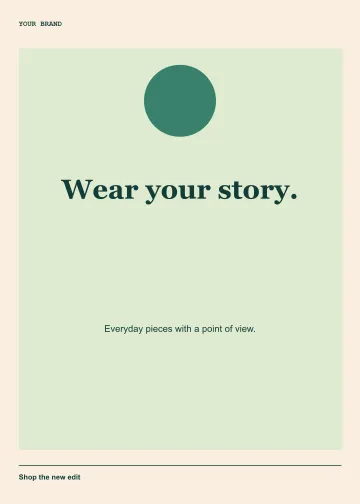 YOUR BRAND
Wear your story.
Everyday pieces with a point of view.
Shop the new edit